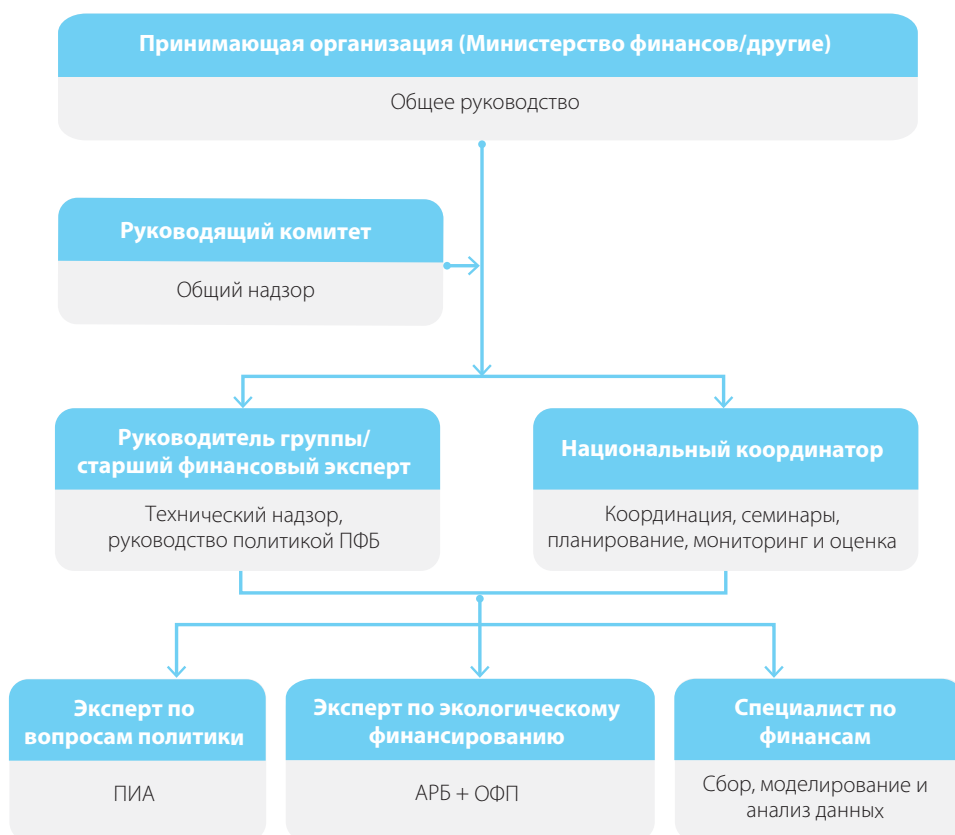 Принимающая организация (Министерство финансов/другие)
Общее руководство
Руководящий комитет
Общий надзор
Руководитель группы/
старший финансовый эксперт
Технический надзор,
руководство политикой ПФБ
Национальный координатор
Координация, семинары,
планирование, мониторинг и оценка
Эксперт по
вопросам политики
ПИА
Эксперт по экологическому
финансированию
АРБ + ОФП
Специалист по
финансам
Сбор, моделирование и
анализ данных